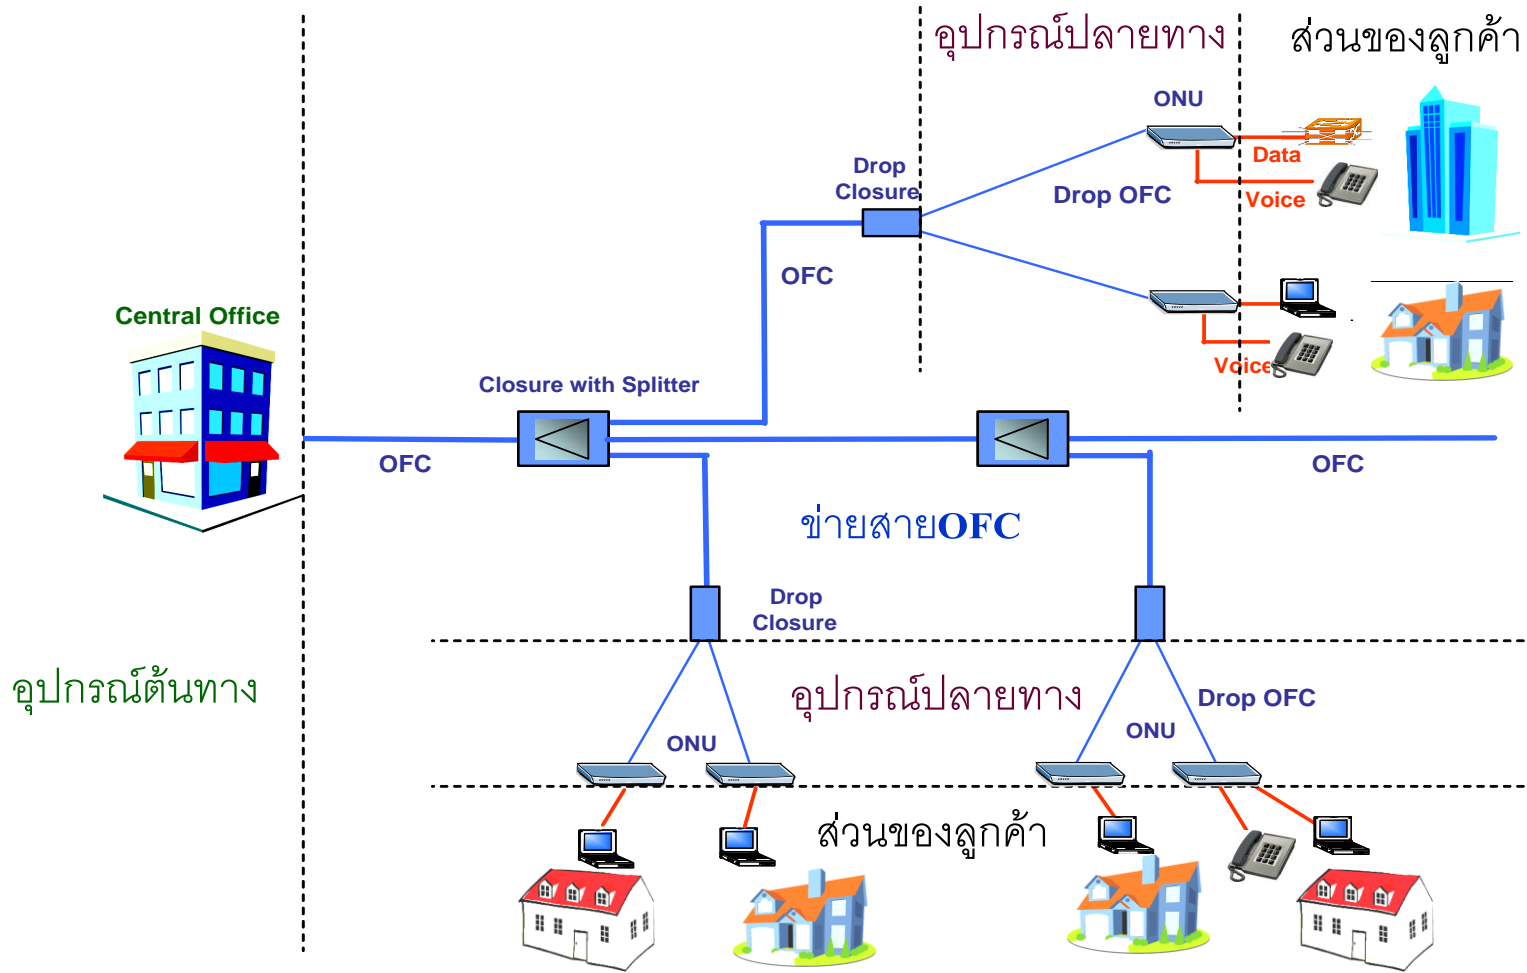 อุปกรณ์ปลายทาง
ส่วนของลูกค้า
ONU
Data
Drop
Closure
Drop OFC
Voice
OFC
Central Office
Voice
Closure with Splitter
OFC
OFC
ข่ายสายOFC
Drop
Closure
อุปกรณ์ต้นทาง
อุปกรณ์ปลายทาง
Drop OFC
ONU
ONU
ส่วนของลูกค้า